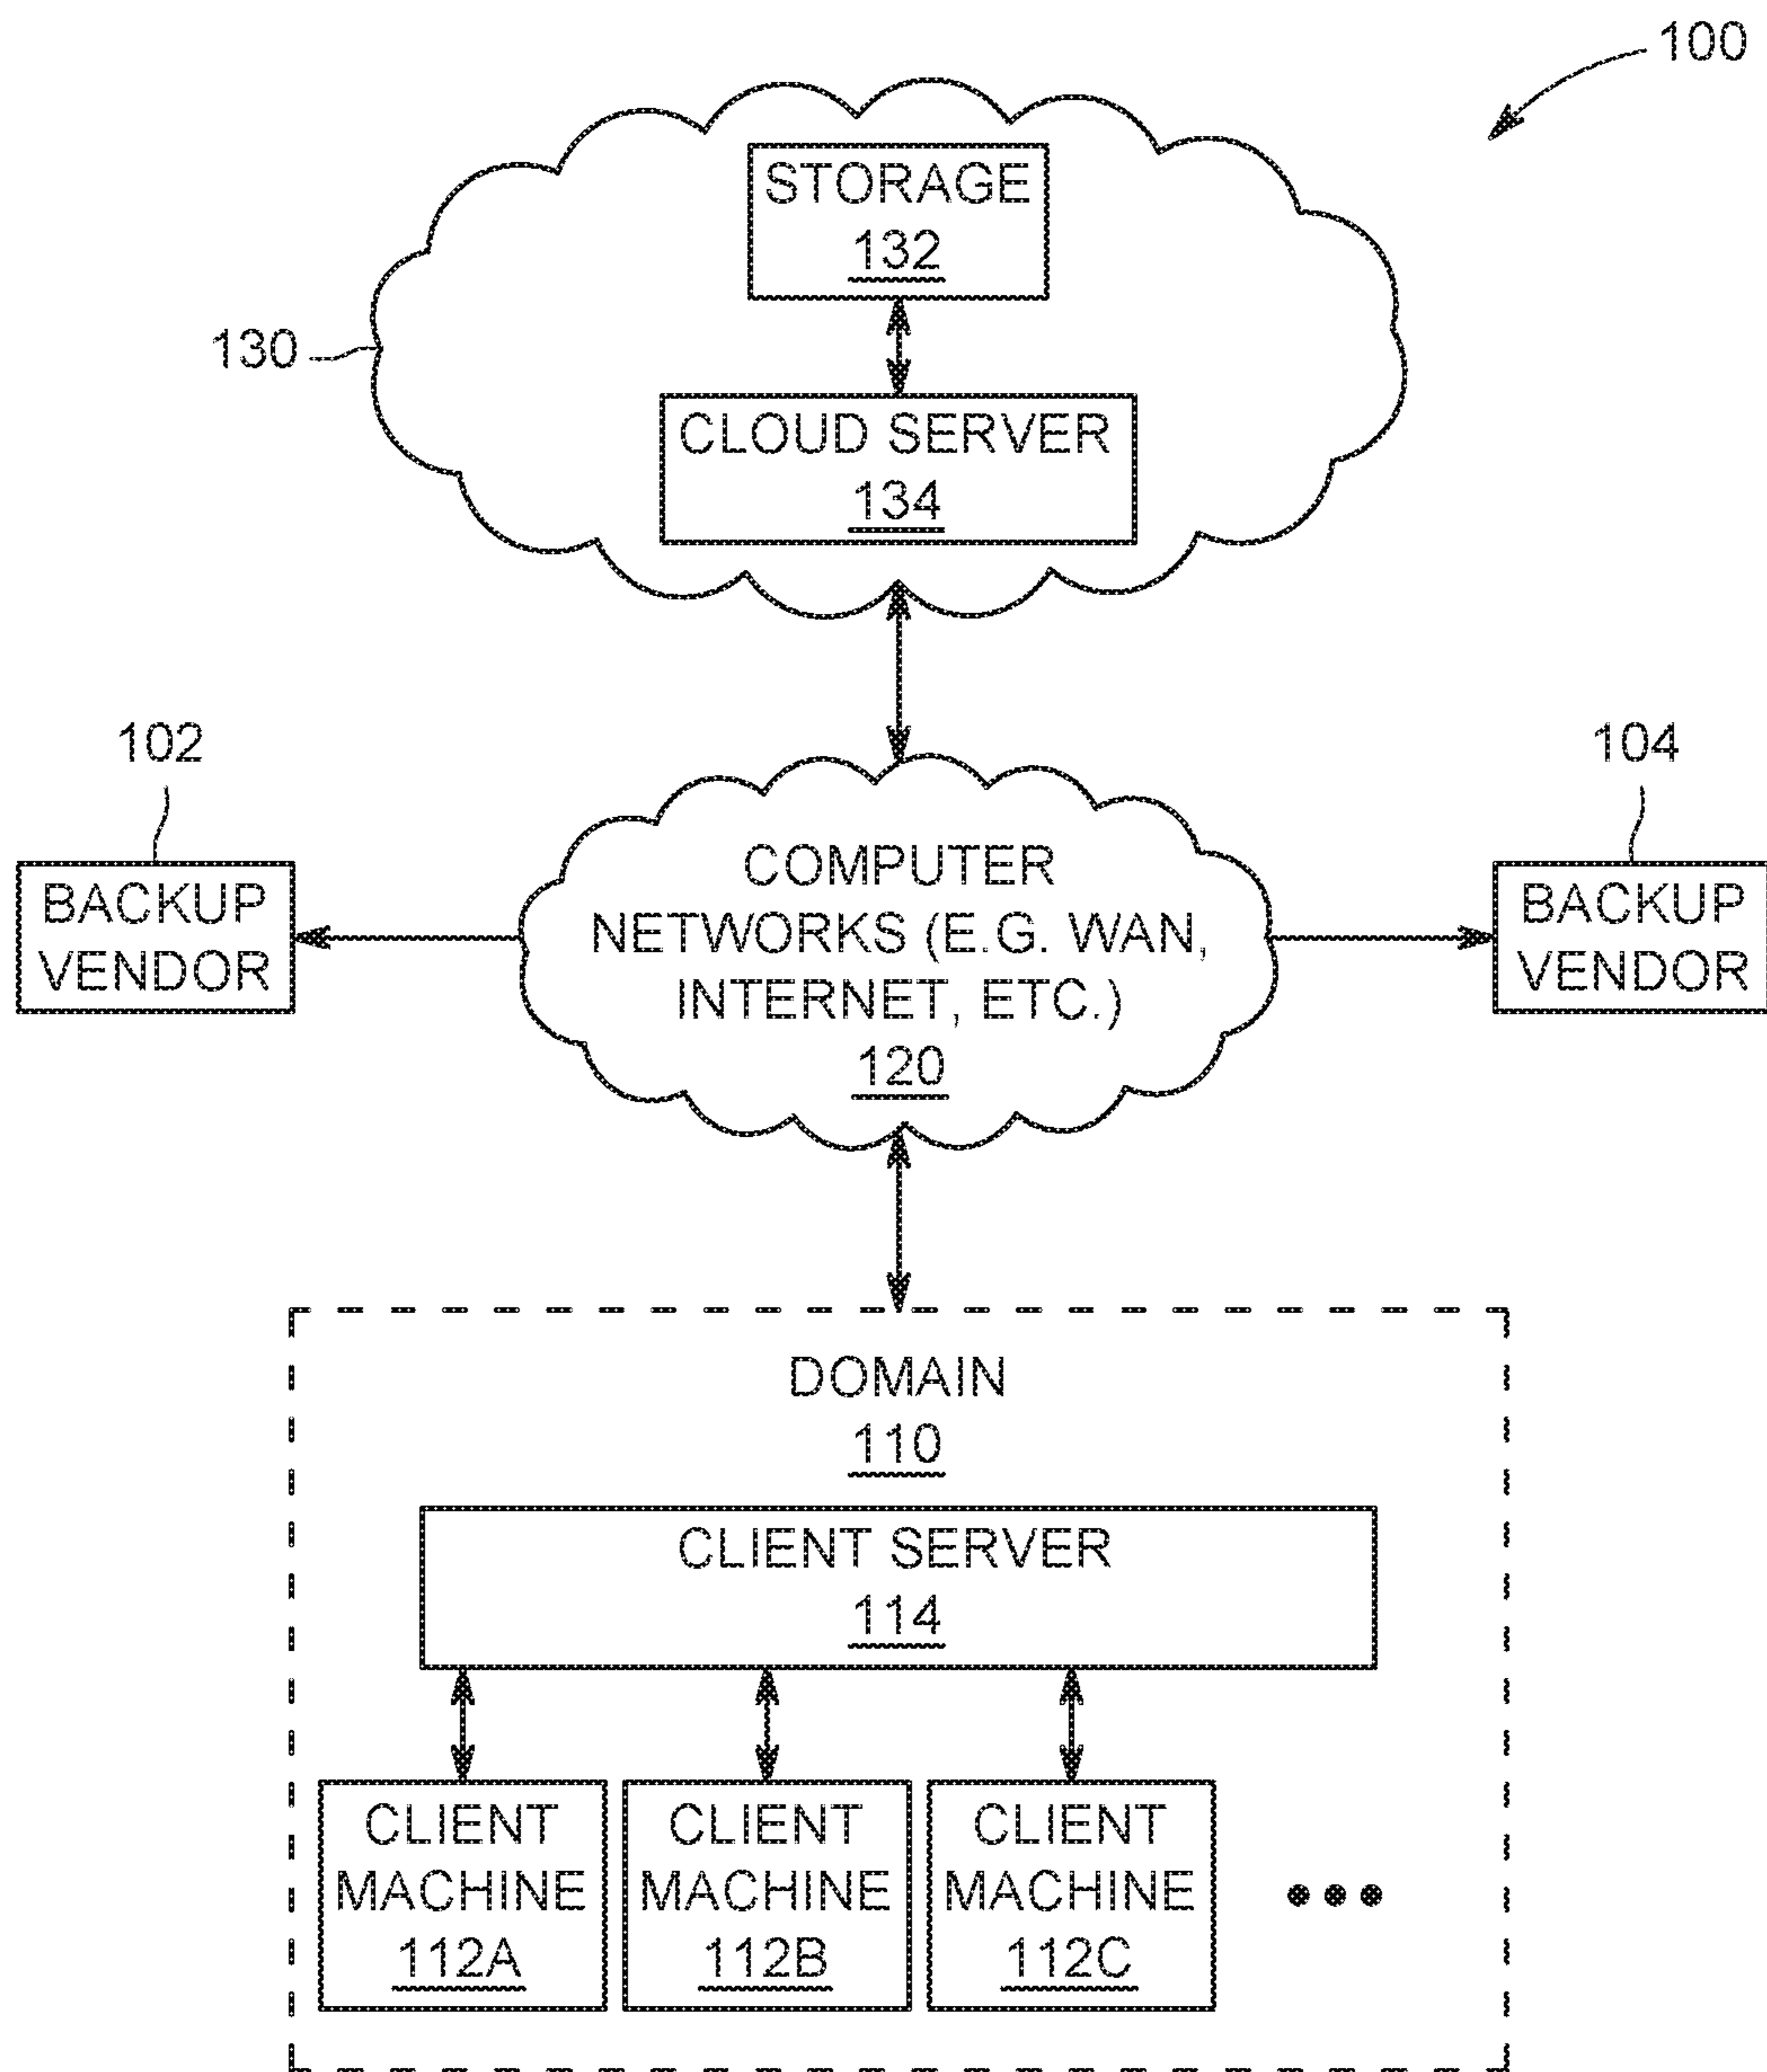 100
STORAGE
132
130
CLOUD SERVER
134
102
104
BACKUP
VENDOR
COMPUTER
NETWORKS (E.G. WAN,
INTERNET, ETC.)
120
BACKUP
VENDOR
DOMAIN
110
CLIENT SERVER
114
CLIENT
MACHINE
112A
CLIENT
MACHINE
112B
CLIENT
MACHINE
112C